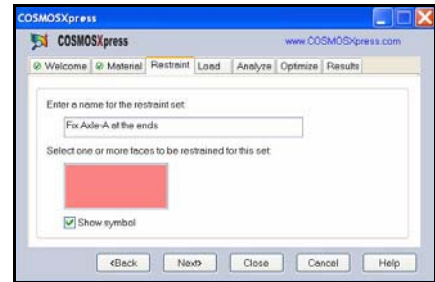 COSMOSXpress
COSMOSXpress www.COSMOSXpress.com
Welcome Material Restraint Load Analyze Optimize Results
Enter a name for the restraint set:
Fix Axle-A at the ends
Select one or more faces to be restrained for this set:
Show symbol
<Back Next> Close Cancel Help